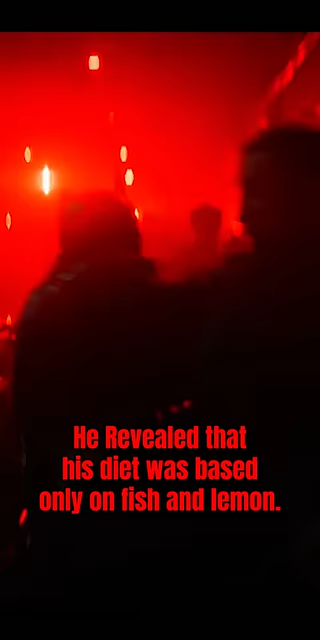 He Revealed that
his diet was based
only on fish and lemon.